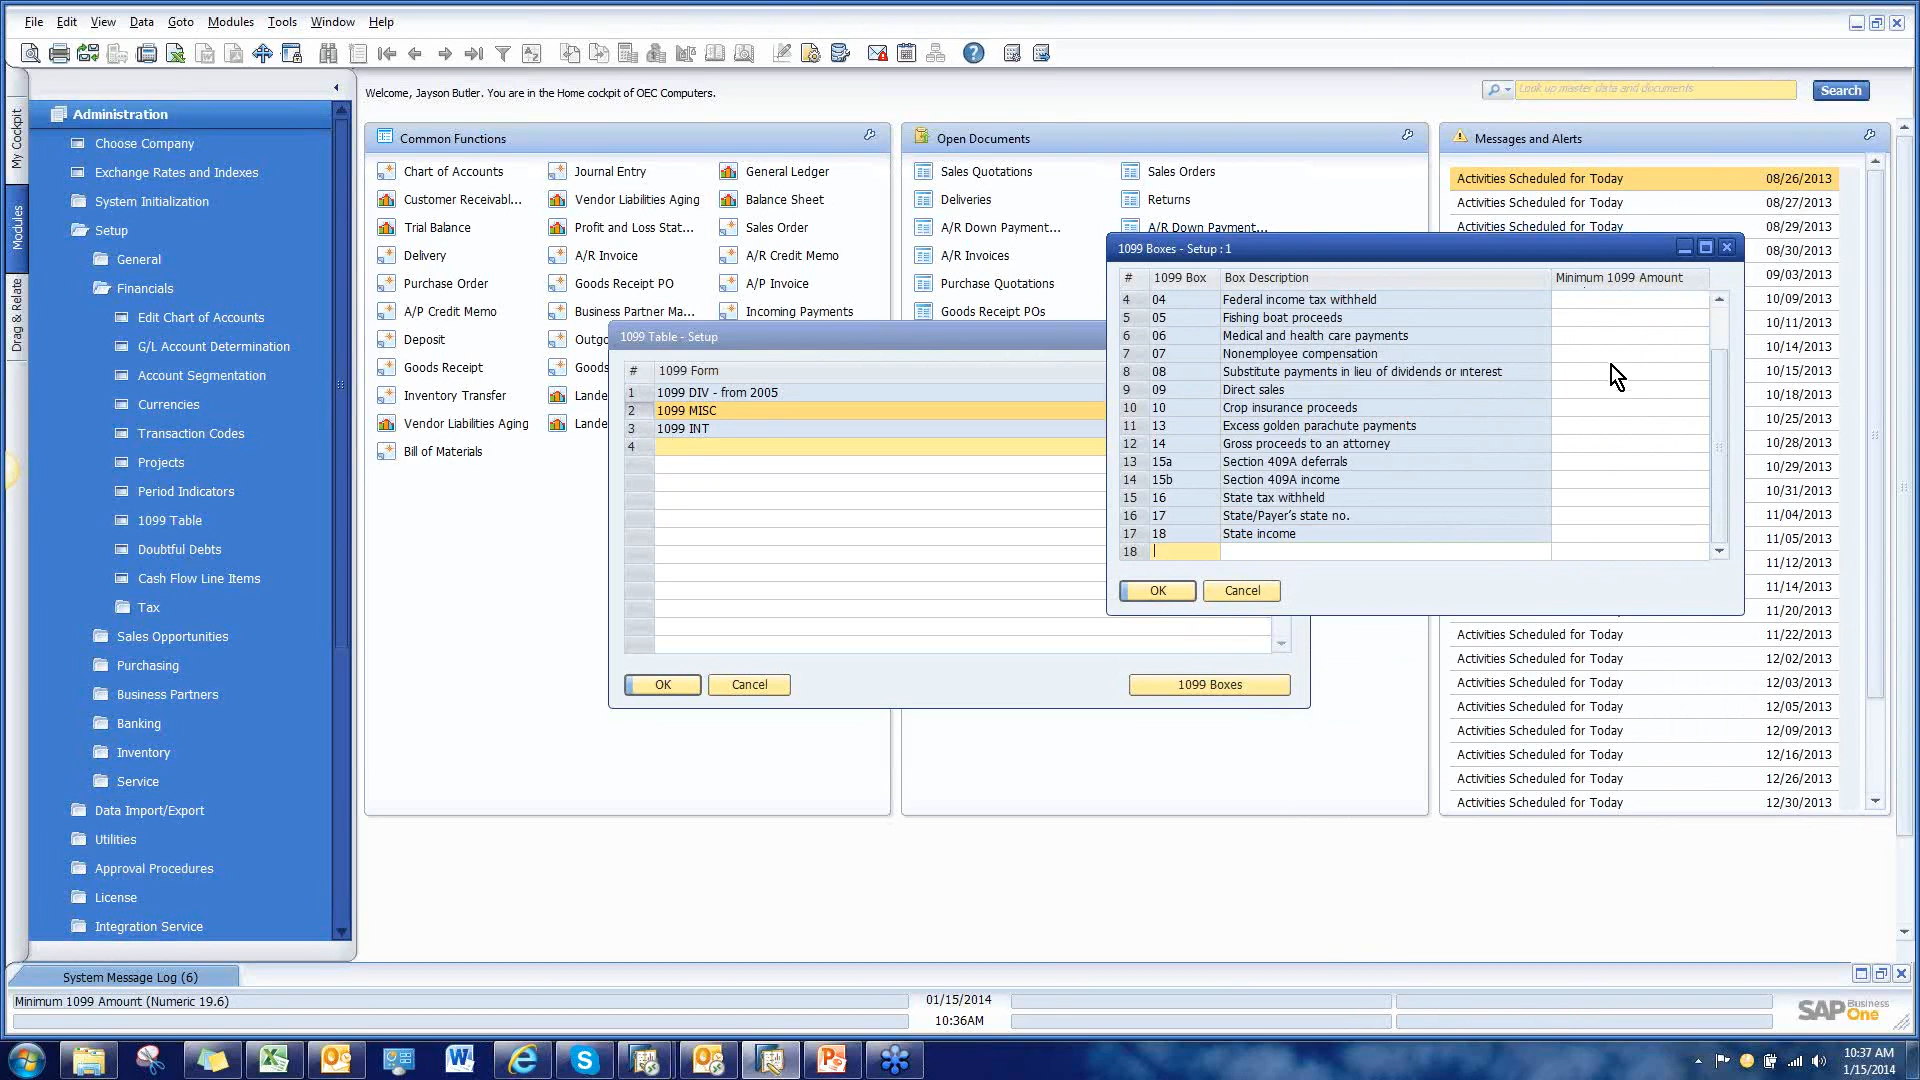 File Edit View Data Goto Modules Tools Window Help
Welcome, Jayson Butler. You are in the Home cockpit of OEC Computers.
Look up master data and documents
Search
My Cockpit
Modules
Drag & Relate
Administration
Choose Company
Exchange Rates and Indexes
System Initialization
Setup
General
Financials
Edit Chart of Accounts
G/L Account Determination
Account Segmentation
Currencies
Transaction Codes
Projects
Period Indicators
1099 Table
Doubtful Debts
Cash Flow Line Items
Tax
Sales Opportunities
Purchasing
Business Partners
Banking
Inventory
Service
Data Import/Export
Utilities
Approval Procedures
License
Integration Service
Common Functions
Chart of Accounts Journal Entry General Ledger
Customer Receivabl... Vendor Liabilities Aging Balance Sheet
Trial Balance Profit and Loss Stat... Sales Order
Delivery A/R Invoice A/R Credit Memo
Purchase Order Goods Receipt PO A/P Invoice
A/P Credit Memo Business Partner Ma... Incoming Payments
Deposit Outgo
Goods Receipt Goods
Inventory Transfer Lande
Vendor Liabilities Aging Lande
Bill of Materials
Open Documents
Sales Quotations Sales Orders
Deliveries Returns
A/R Down Payment... A/R Down Payment...
A/R Invoices
Purchase Quotations
Goods Receipt POs
Messages and Alerts
Activities Scheduled for Today 08/26/2013
Activities Scheduled for Today 08/27/2013
Activities Scheduled for Today 08/29/2013
08/30/2013
09/03/2013
10/09/2013
10/11/2013
10/14/2013
10/15/2013
10/18/2013
10/25/2013
10/28/2013
10/29/2013
10/31/2013
11/04/2013
11/05/2013
11/12/2013
11/14/2013
11/20/2013
Activities Scheduled for Today 11/22/2013
Activities Scheduled for Today 12/02/2013
Activities Scheduled for Today 12/03/2013
Activities Scheduled for Today 12/05/2013
Activities Scheduled for Today 12/09/2013
Activities Scheduled for Today 12/16/2013
Activities Scheduled for Today 12/26/2013
Activities Scheduled for Today 12/30/2013
1099 Table - Setup
# 1099 Form
1 1099 DIV - from 2005
2 1099 MISC
3 1099 INT
4
OK Cancel 1099 Boxes
1099 Boxes - Setup : 1
# 1099 Box Box Description Minimum 1099 Amount
4 04 Federal income tax withheld
5 05 Fishing boat proceeds
6 06 Medical and health care payments
7 07 Nonemployee compensation
8 08 Substitute payments in lieu of dividends or interest
9 09 Direct sales
10 10 Crop insurance proceeds
11 13 Excess golden parachute payments
12 14 Gross proceeds to an attorney
13 15a Section 409A deferrals
14 15b Section 409A income
15 16 State tax withheld
16 17 State/Payer's state no.
17 18 State income
18
OK Cancel
System Message Log (6)
Minimum 1099 Amount (Numeric 19.6)
01/15/2014
10:36AM
SAP Business One
10:37 AM
1/15/2014